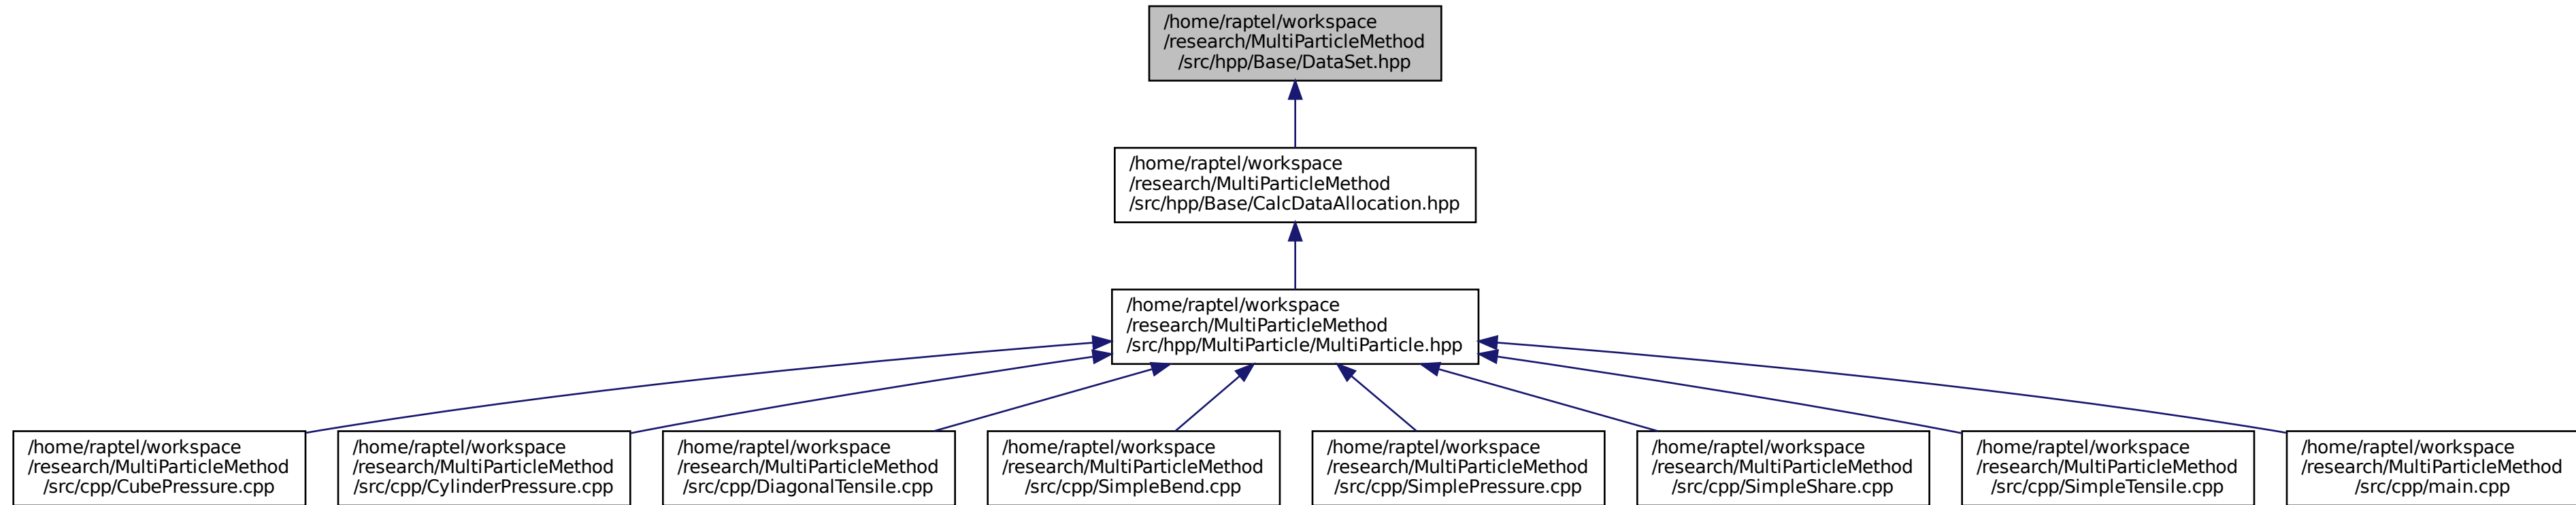 /home/raptel/workspace
/research/MultiParticleMethod
/src/hpp/Base/DataSet.hpp
/home/raptel/workspace
/research/MultiParticleMethod
/src/hpp/Base/CalcDataAllocation.hpp
/home/raptel/workspace
/research/MultiParticleMethod
/src/hpp/MultiParticle/MultiParticle.hpp
/home/raptel/workspace
/research/MultiParticleMethod
/src/cpp/CubePressure.cpp
/home/raptel/workspace
/research/MultiParticleMethod
/src/cpp/CylinderPressure.cpp
/home/raptel/workspace
/research/MultiParticleMethod
/src/cpp/DiagonalTensile.cpp
/home/raptel/workspace
/research/MultiParticleMethod
/src/cpp/SimpleBend.cpp
/home/raptel/workspace
/research/MultiParticleMethod
/src/cpp/SimplePressure.cpp
/home/raptel/workspace
/research/MultiParticleMethod
/src/cpp/SimpleShare.cpp
/home/raptel/workspace
/research/MultiParticleMethod
/src/cpp/SimpleTensile.cpp
/home/raptel/workspace
/research/MultiParticleMethod
/src/cpp/main.cpp